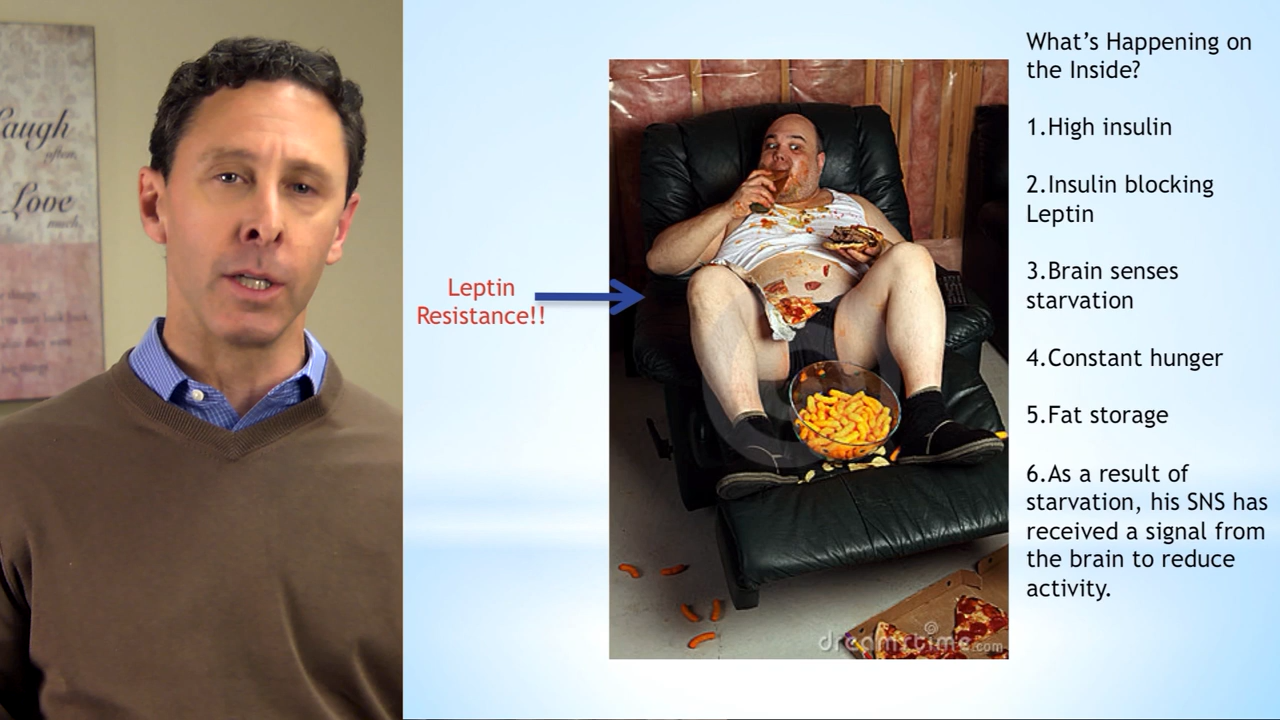 Laugh
often,
Love
much.
Leptin
Resistance!!
What's Happening on
the Inside?
1.High insulin
2.Insulin blocking
Leptin
3.Brain senses
starvation
4.Constant hunger
5.Fat storage
6.As a result of
starvation, his SNS has
received a signal from
the brain to reduce
activity.
dreamstime.com